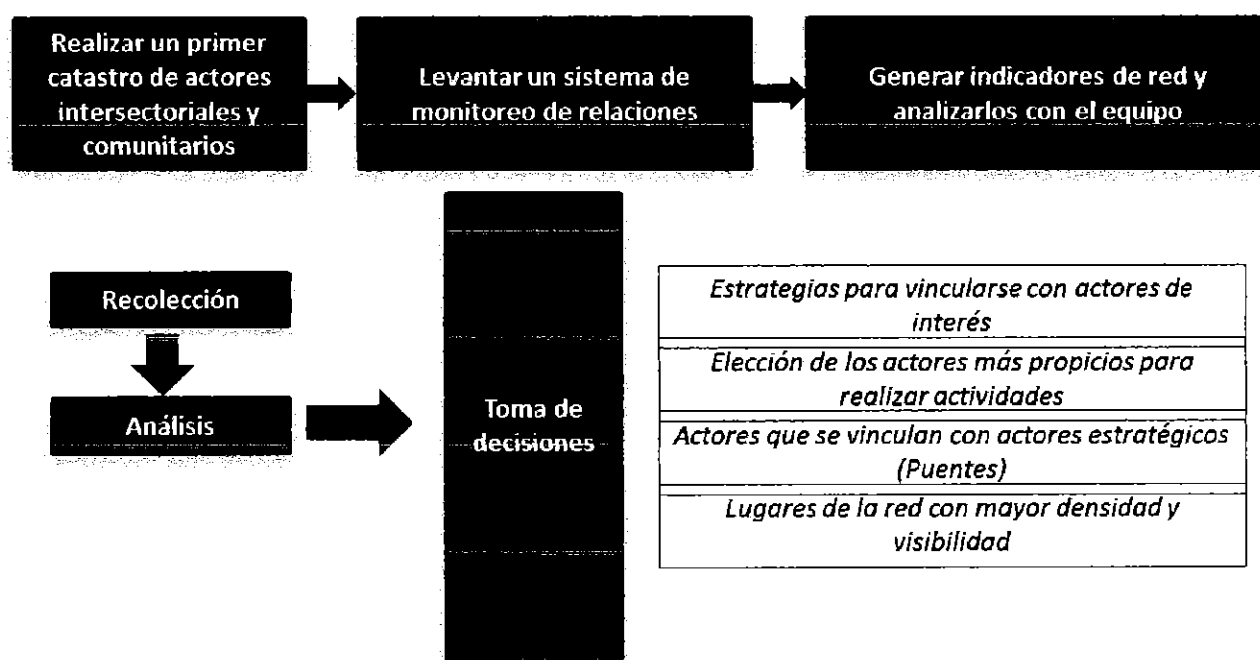 Realizar un primer
catastro de actores
intersectoriales y
comunitarios
Levantar un sistema de
monitoreo de relaciones
Generar indicadores de red y
analizarlos con el equipo
Recolección
Análisis
Toma de
decisiones
Estrategias para vincularse con actores de
interés
Elección de los actores más propicios para
realizar actividades
Actores que se vinculan con actores estratégicos
(Puentes)
Lugares de la red con mayor densidad y
visibilidad